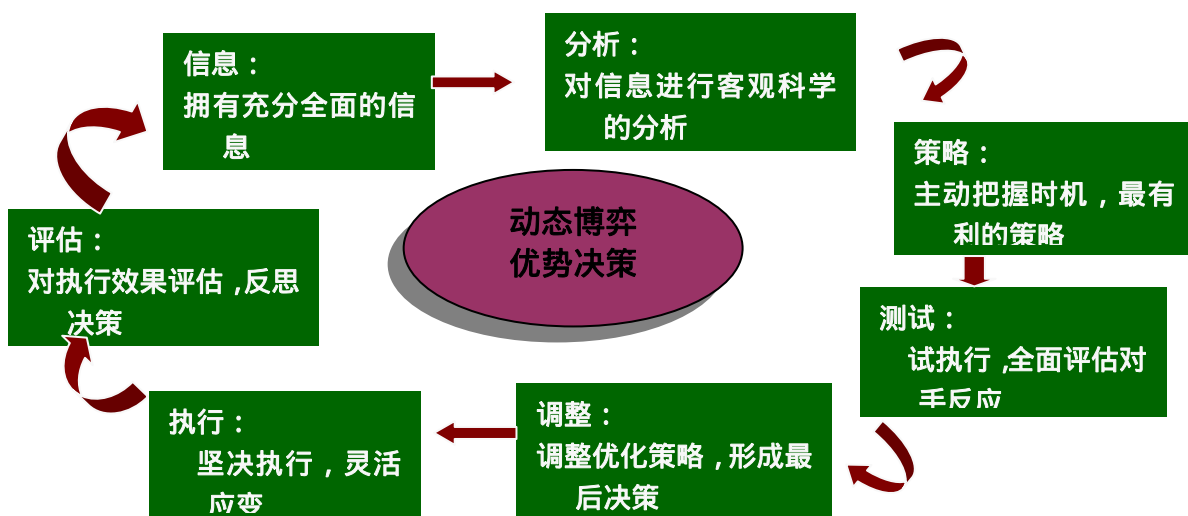 信息：
拥有充分全面的信
息
分析：
对信息进行客观科学
的分析
策略：
主动把握时机，最有
利的策略
动态博弈
优势决策
评估：
对执行效果评估,反思
决策
测试：
试执行,全面评估对
手反应
调整：
调整优化策略,形成最
后决策
执行：
坚决执行，灵活
应变